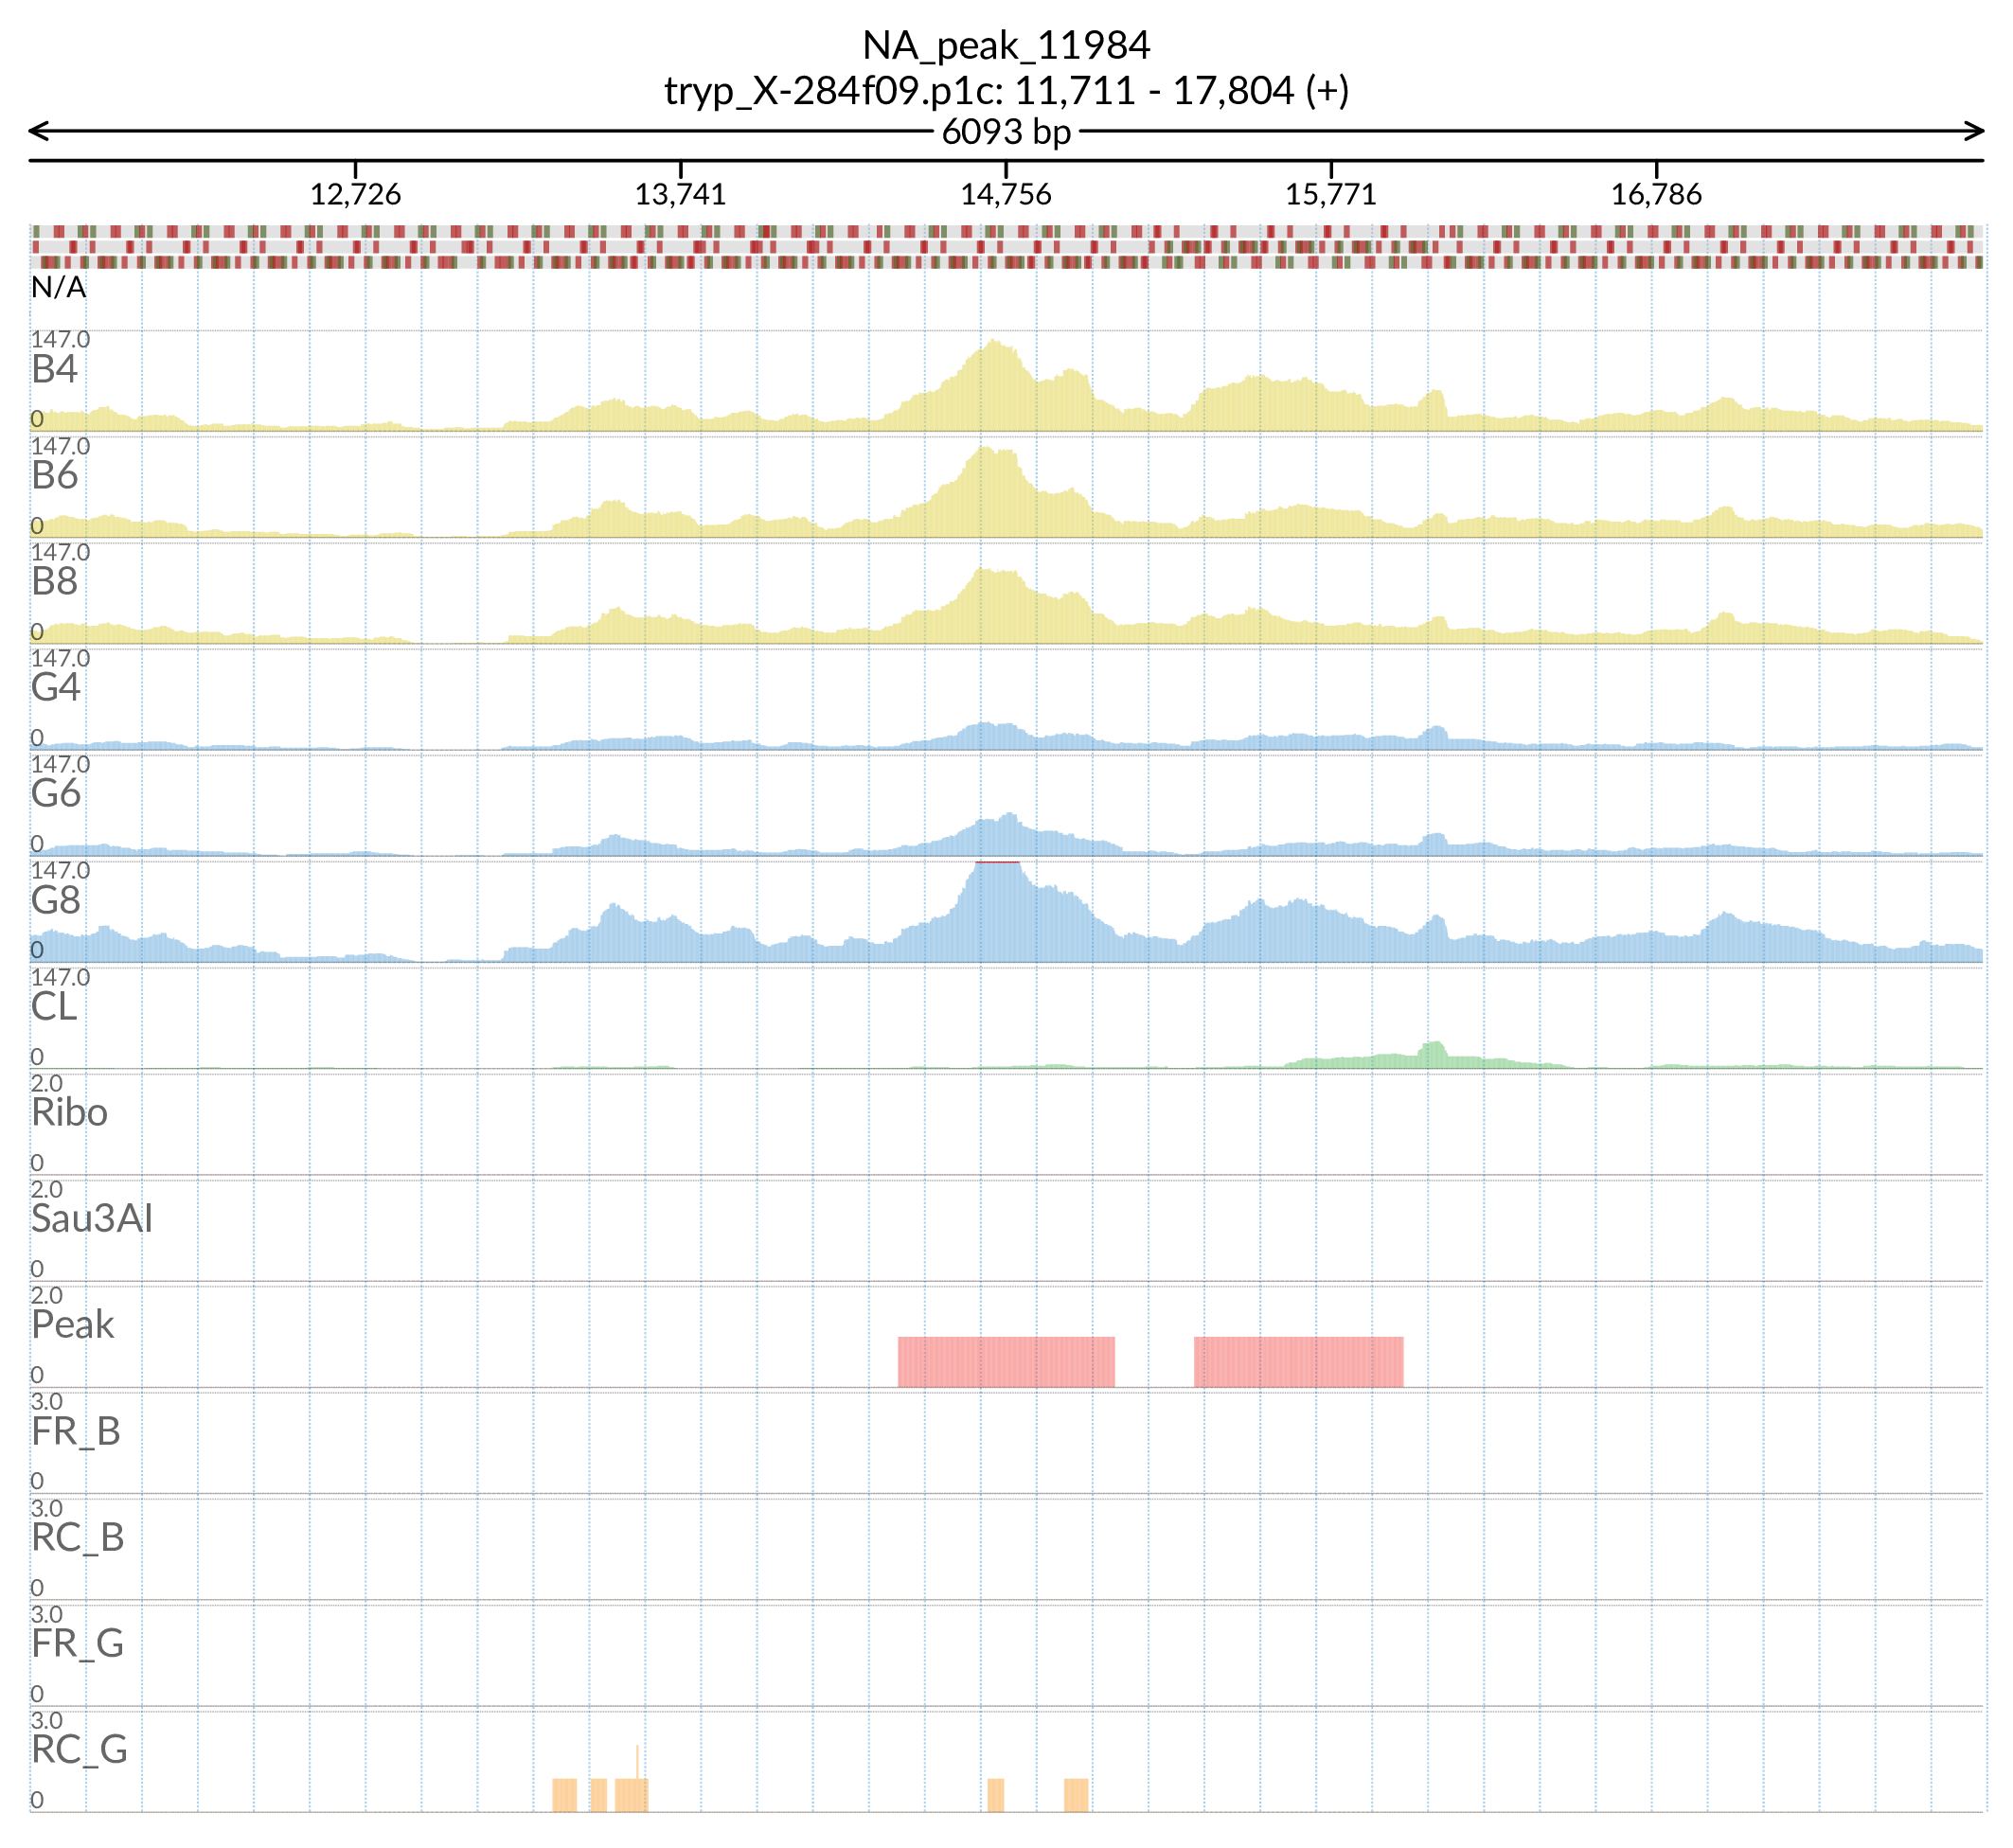 NA_peak_11984
tryp_X-284f09.p1c: 11,711 - 17,804 (+)
6093 bp
12,726 13,741 14,756 15,771 16,786
N/A
147.0
B4
0
147.0
B6
0
147.0
B8
0
147.0
G4
0
147.0
G6
0
147.0
G8
0
147.0
CL
0
2.0
Ribo
0
2.0
Sau3AI
0
2.0
Peak
0
3.0
FR_B
0
3.0
RC_B
0
3.0
FR_G
0
3.0
RC_G
0